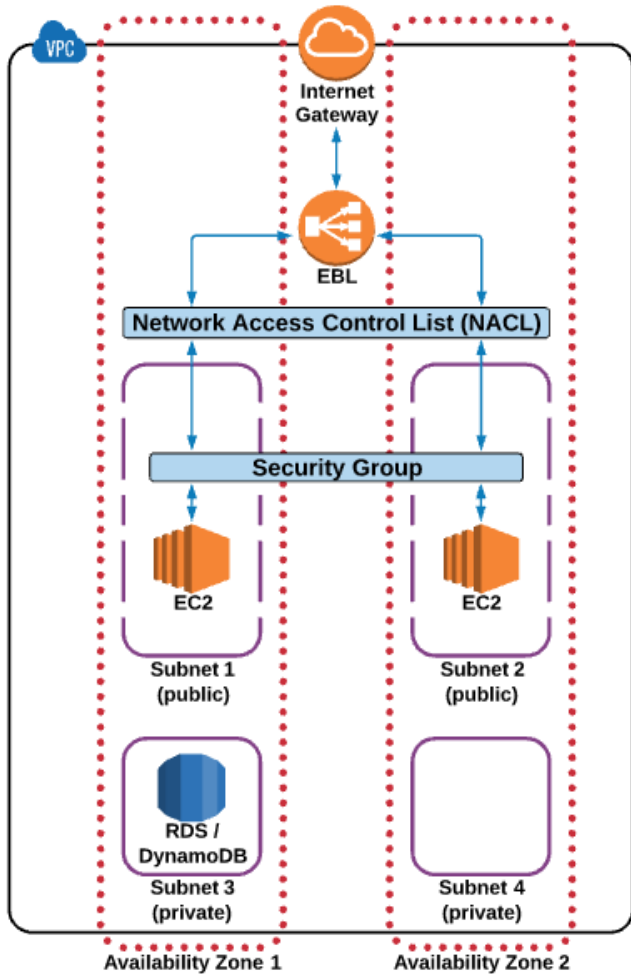 VPC
Internet
Gateway
EBL
Network Access Control List (NACL)
Security Group
EC2
EC2
Subnet 1
(public)
Subnet 2
(public)
RDS /
DynamoDB
Subnet 3
(private)
Subnet 4
(private)
Availability Zone 1
Availability Zone 2